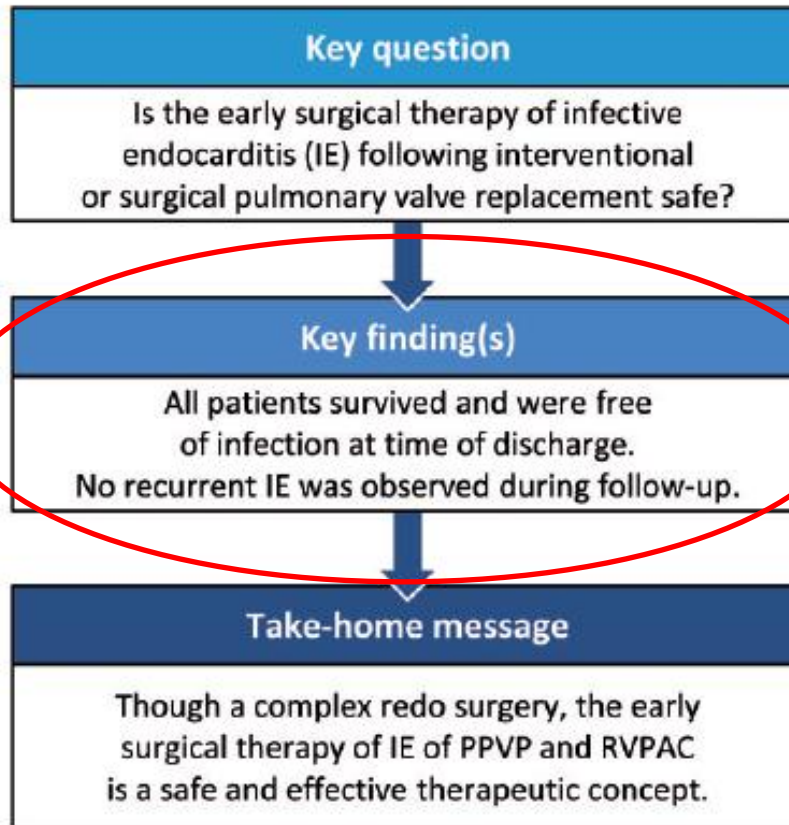 Key question
Is the early surgical therapy of infective
endocarditis (IE) following interventional
or surgical pulmonary valve replacement safe?
Key finding(s)
All patients survived and were free
of infection at time of discharge.
No recurrent IE was observed during follow-up.
Take-home message
Though a complex redo surgery, the early
surgical therapy of IE of PPVP and RVPAC
is a safe and effective therapeutic concept.